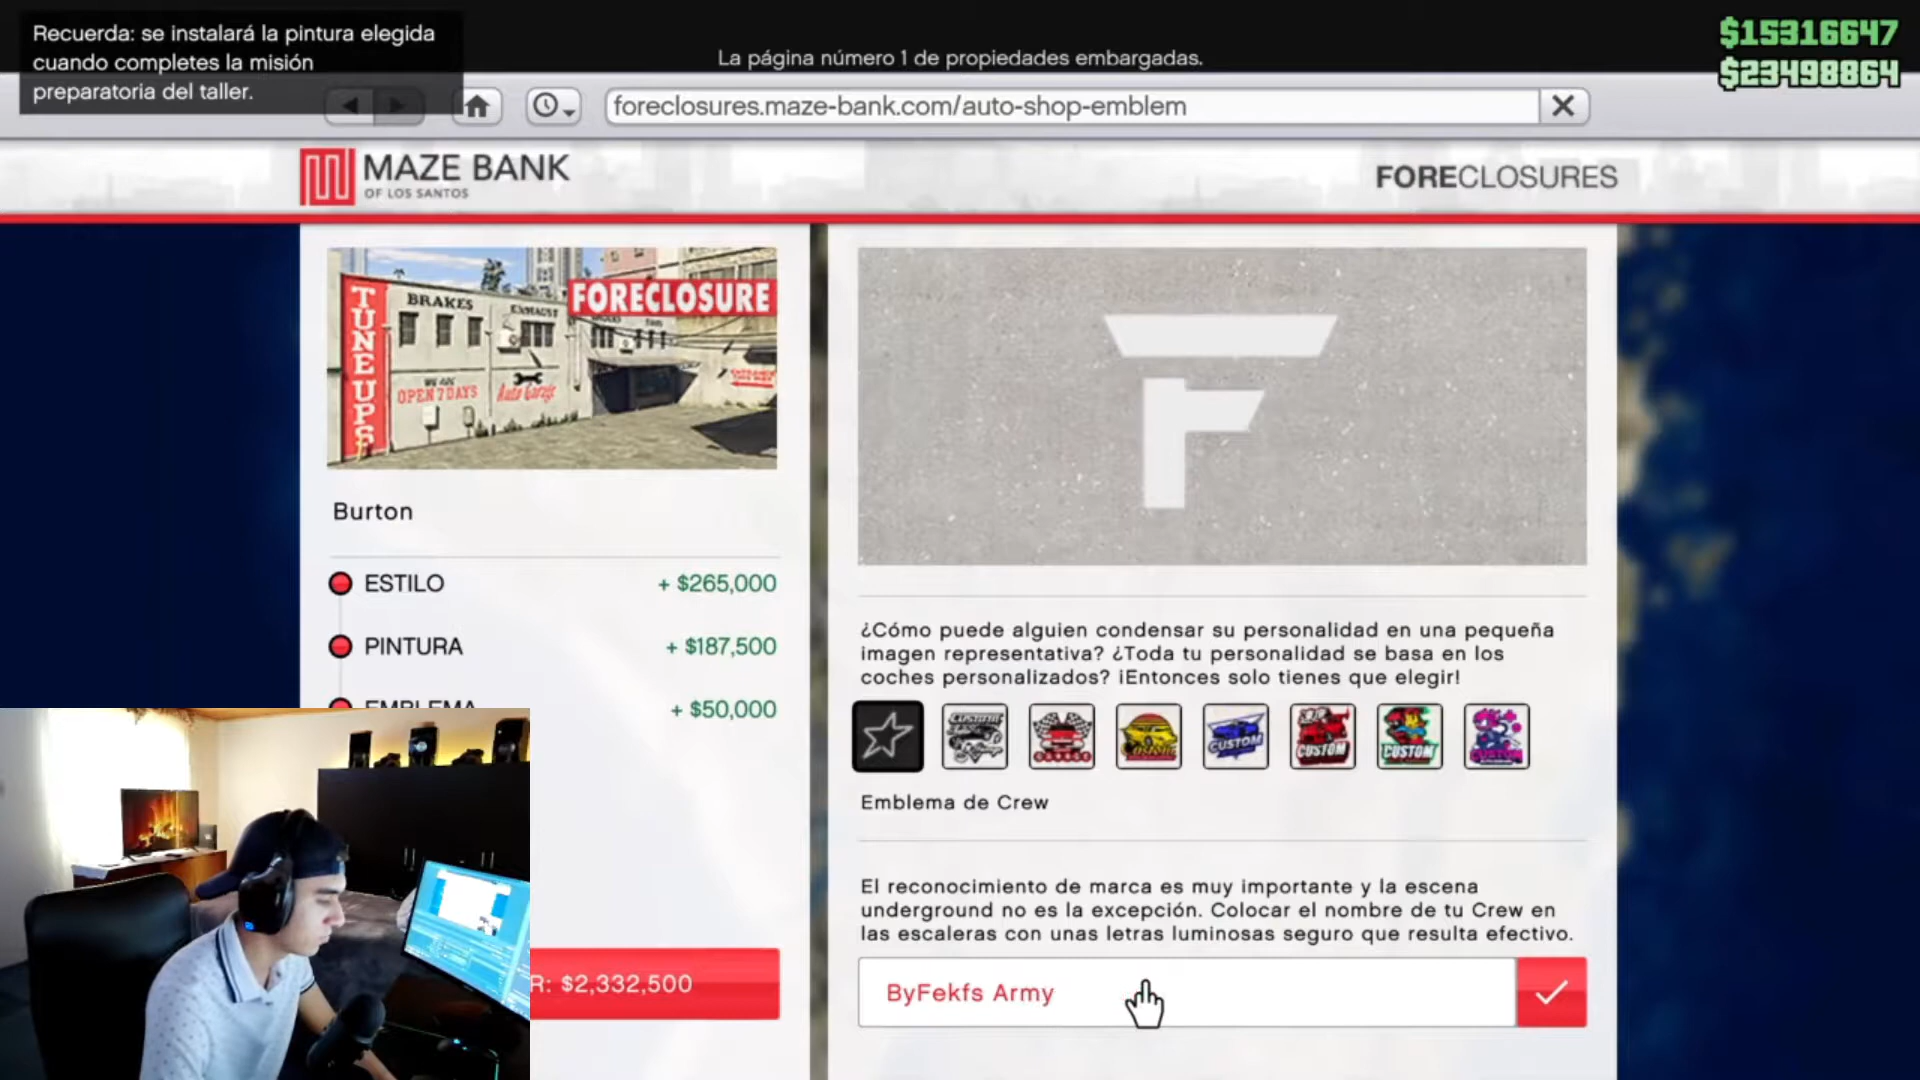 Recuerda: se instalará la pintura elegida
cuando completes la misión
preparatoria del taller.
La página número 1 de propiedades embargadas.
$15316647
$23498864
foreclosures.maze-bank.com/auto-shop-emblem
MAZE BANK
OF LOS SANTOS
FORECLOSURES
TUNE UPS
BRAKES
EXHAUST
FORECLOSURE
WE ARE
OPEN 7 DAYS
Auto Garage
Burton
ESTILO + $265,000
PINTURA + $187,500
EMBLEMA + $50,000
R: $2,332,500
F
¿Cómo puede alguien condensar su personalidad en una pequeña
imagen representativa? ¿Toda tu personalidad se basa en los
coches personalizados? ¡Entonces solo tienes que elegir!
CUSTOM
CUSTOM
CUSTOM
Emblema de Crew
El reconocimiento de marca es muy importante y la escena
underground no es la excepción. Colocar el nombre de tu Crew en
las escaleras con unas letras luminosas seguro que resulta efectivo.
ByFekfs Army